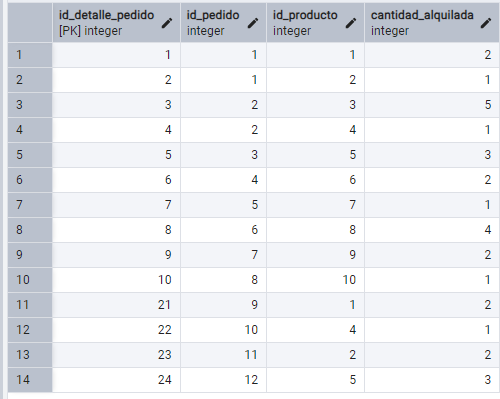 id_detalle_pedido id_pedido id_producto cantidad_alquilada
[PK] integer integer integer integer
1 1 1 1 2
2 2 1 2 1
3 3 2 3 5
4 4 2 4 1
5 5 3 5 3
6 6 4 6 2
7 7 5 7 1
8 8 6 8 4
9 9 7 9 2
10 10 8 10 1
11 21 9 1 2
12 22 10 4 1
13 23 11 2 2
14 24 12 5 3